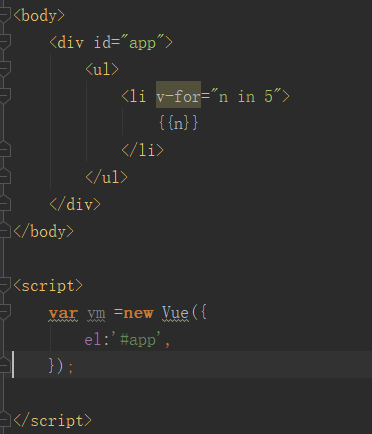 <body>
<div id="app">
<ul>
<li v-for="n in 5">
{{n}}
</li>
</ul>
</div>
</body>
<script>
var vm =new Vue({
el:'#app',
});
</script>